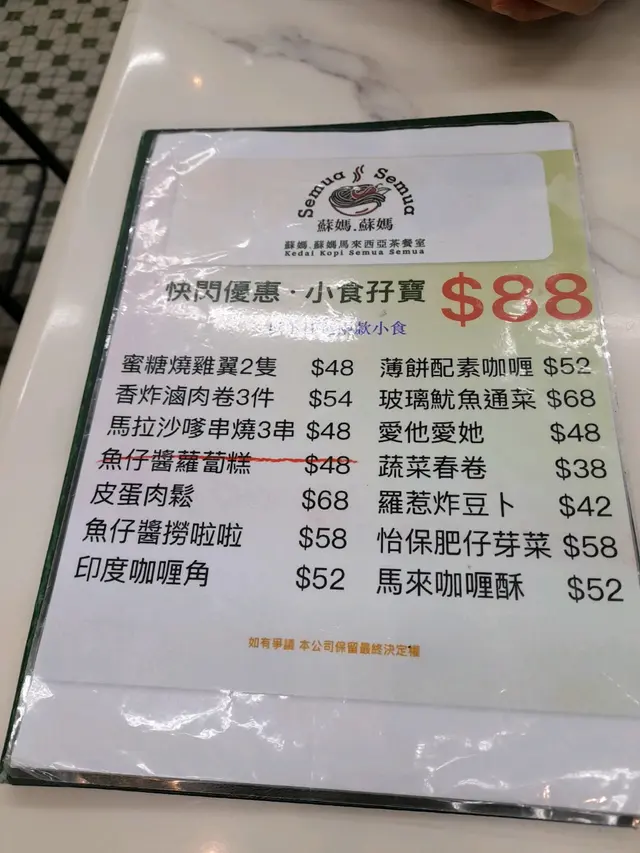 Semua Semua
蘇媽.蘇媽
蘇媽.蘇媽馬來西亞茶餐室
Kedai Kopi Semua Semua
快閃優惠·小食孖寶 $88
款小食
蜜糖燒雞翼2隻 $48
香炸滷肉卷3件 $54
馬拉沙嗲串燒3串 $48
魚仔醬蘿蔔糕 $48
皮蛋肉鬆 $68
魚仔醬撈啦啦 $58
印度咖喱角 $52
薄餅配素咖喱 $52
玻璃魷魚通菜 $68
愛他愛她 $48
蔬菜春卷 $38
羅惹炸豆卜 $42
怡保肥仔芽菜 $58
馬來咖喱酥 $52
如有爭議 本公司保留最終決定權